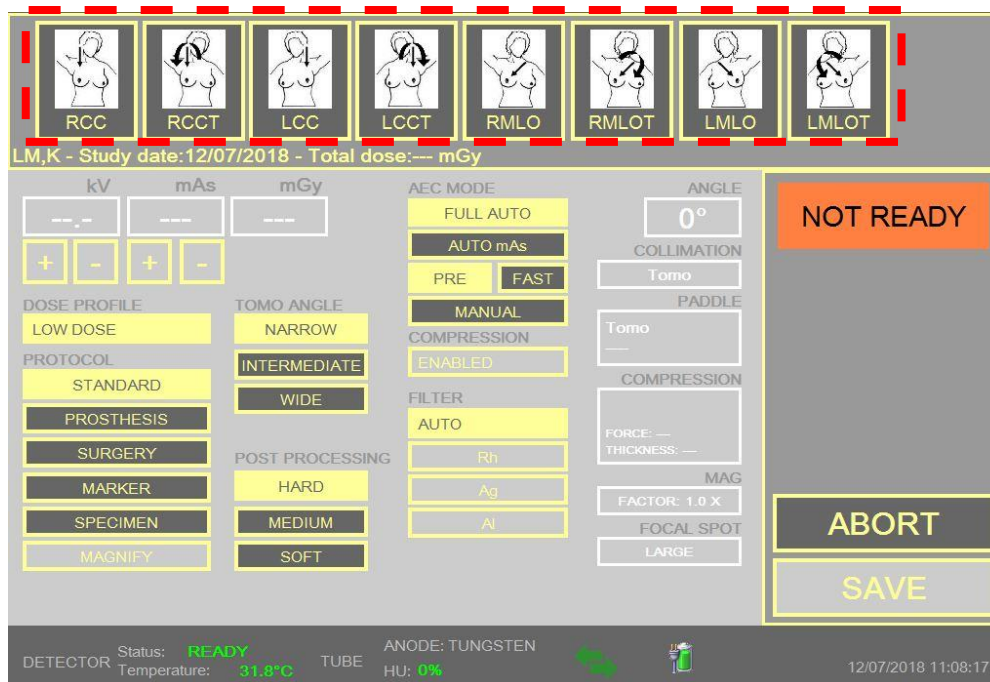 RCC RCCT LCC LCCT RMLO RMLOT LMLO LMLOT
LM,K - Study date:12/07/2018 - Total dose:--- mGy
kV mAs mGy
--.- --- ---
+ - + -
DOSE PROFILE
LOW DOSE
PROTOCOL
STANDARD
PROSTHESIS
SURGERY
MARKER
SPECIMEN
MAGNIFY
TOMO ANGLE
NARROW
INTERMEDIATE
WIDE
POST PROCESSING
HARD
MEDIUM
SOFT
AEC MODE
FULL AUTO
AUTO mAs
PRE FAST
MANUAL
COMPRESSION
ENABLED
FILTER
AUTO
Rh
Ag
Al
ANGLE
0°
COLLIMATION
Tomo
PADDLE
Tomo
---
COMPRESSION
FORCE: ---
THICKNESS: ---
MAG
FACTOR: 1.0 X
FOCAL SPOT
LARGE
NOT READY
ABORT
SAVE
DETECTOR
Status: READY
Temperature: 31.8°C
TUBE
ANODE: TUNGSTEN
HU: 0%
12/07/2018 11:08:17